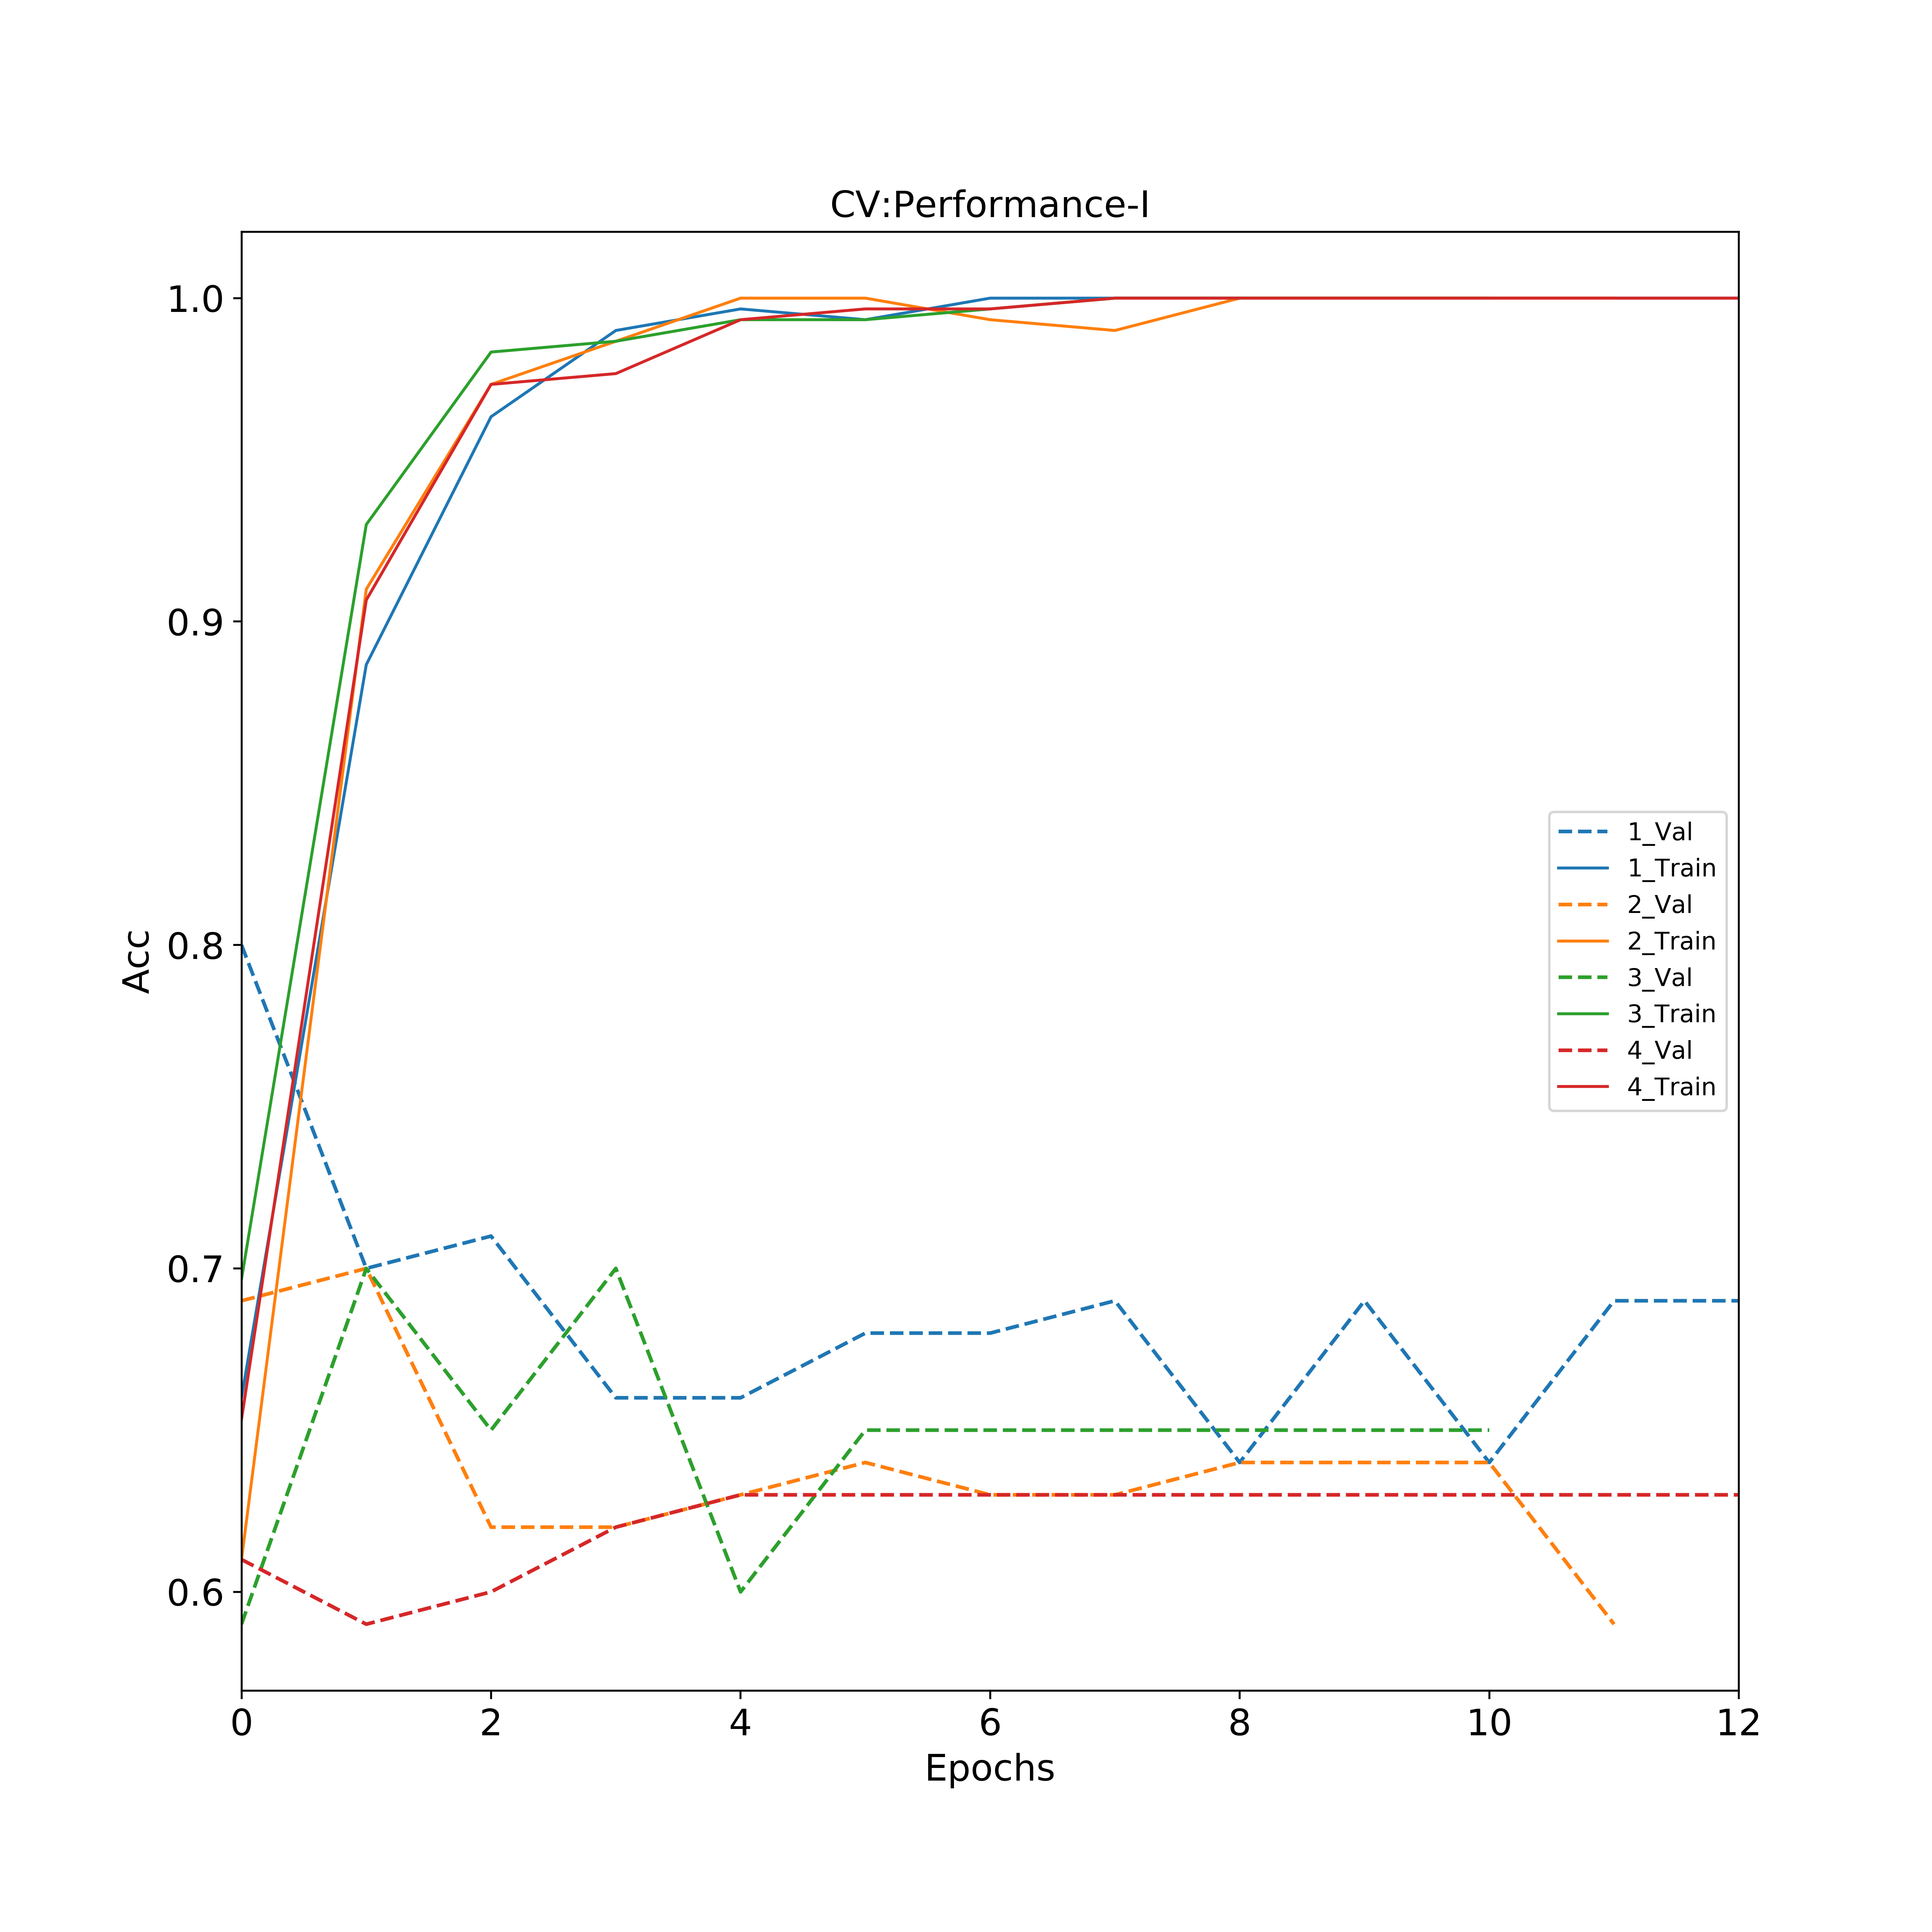 CV:Performance-I
1.0
0.9
0.8
0.7
0.6
Acc
1_Val
1_Train
2_Val
2_Train
3_Val
3_Train
4_Val
4_Train
0 2 4 6 8 10 12
Epochs